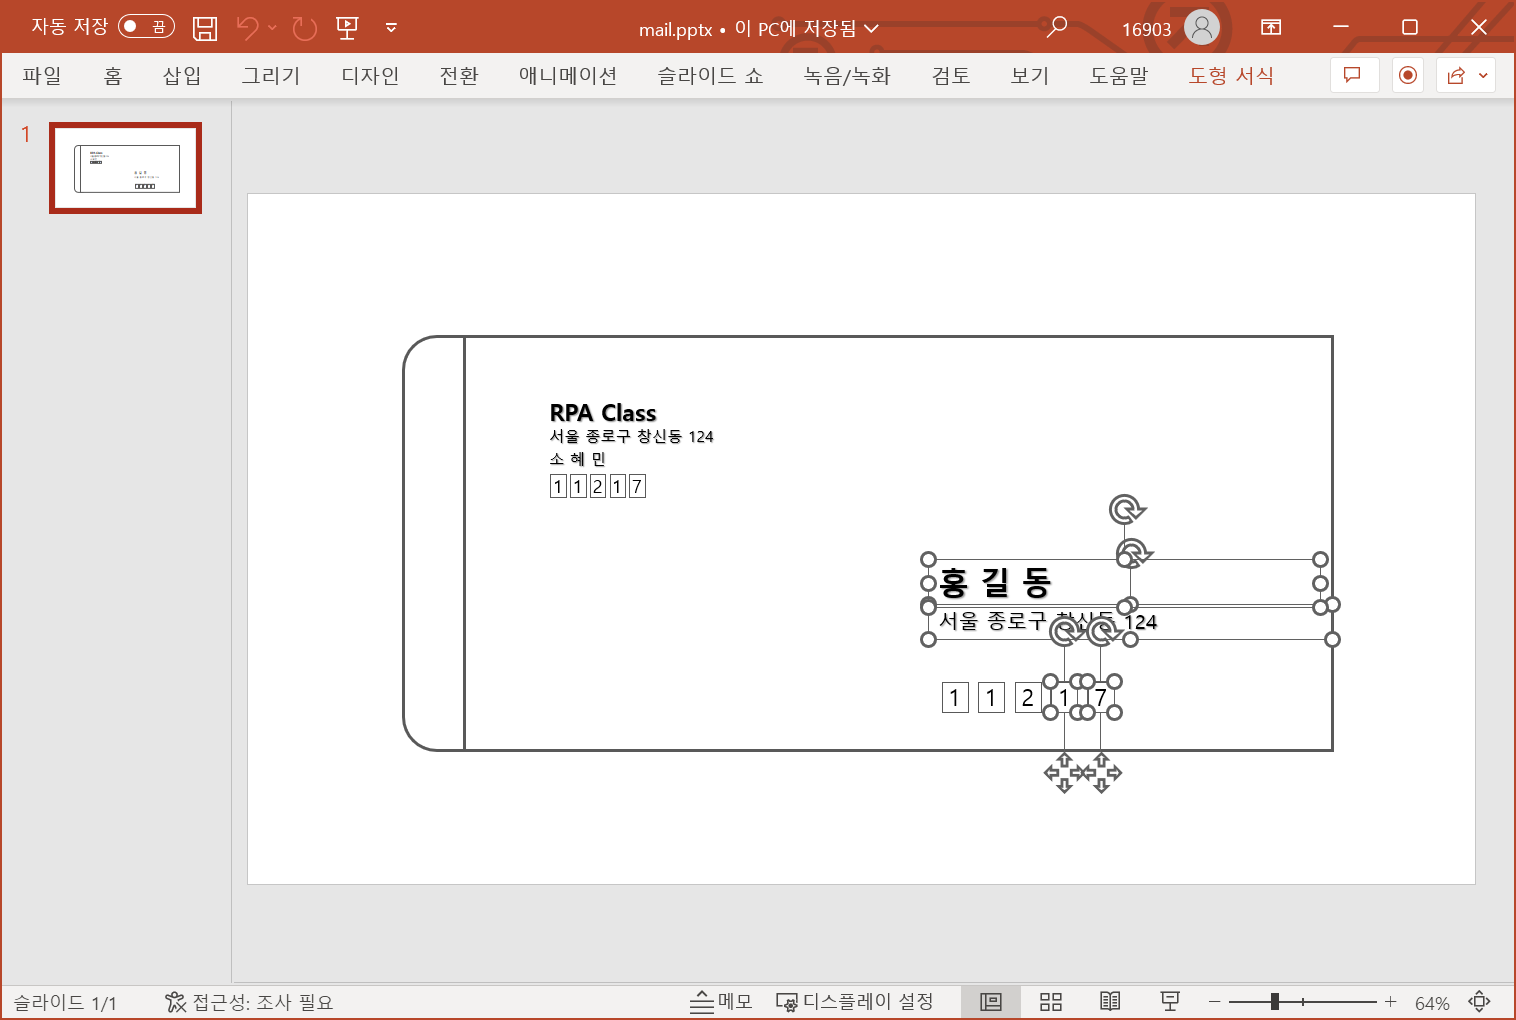 자동 저장 끔
mail.pptx • 이 PC에 저장됨
16903
파일 홈 삽입 그리기 디자인 전환 애니메이션 슬라이드 쇼 녹음/녹화 검토 보기 도움말 도형 서식
1
RPA Class
서울 종로구 창신동 124
소 혜 민
1 1 2 1 7
홍 길 동
서울 종로구 창신동 124
1 1 2 1 7
슬라이드 1/1 접근성: 조사 필요 메모 디스플레이 설정 64%